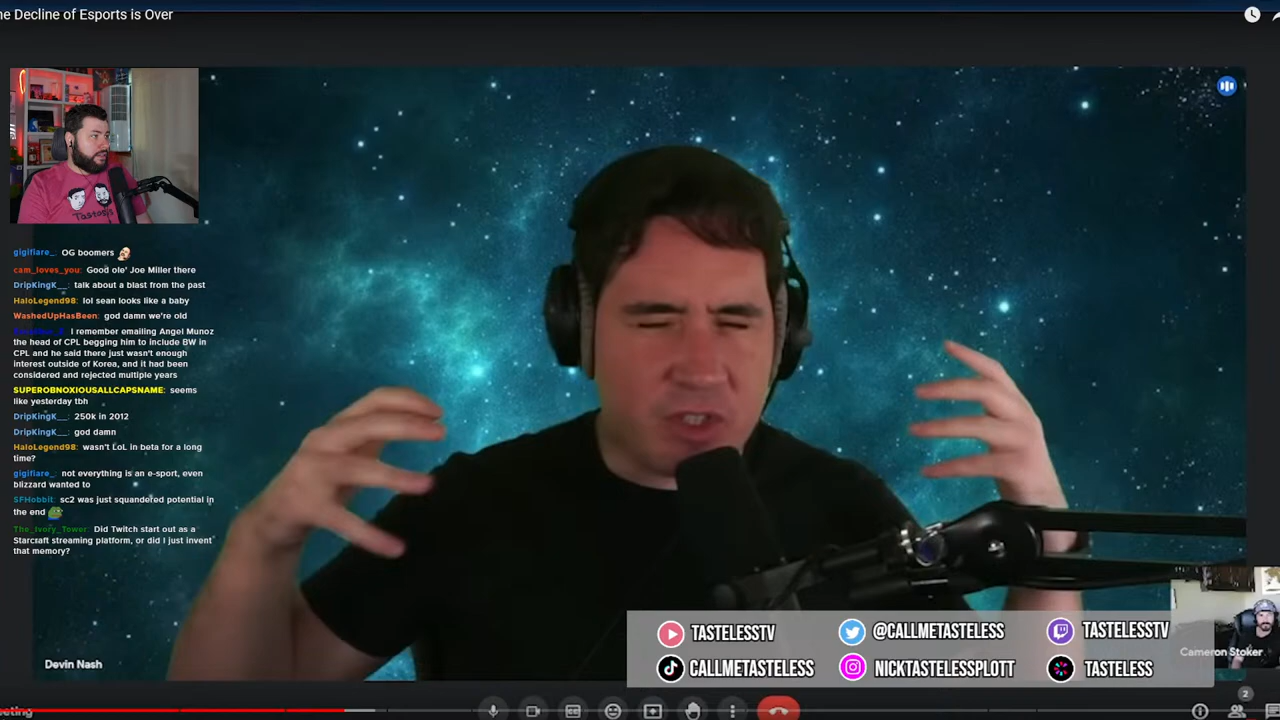 ne Decline of Esports is Over
Tastosis
gigiflare_: OG boomers
cam_loves_you: Good ole' Joe Miller there
DripKingK__: talk about a blast from the past
HaloLegend98: lol sean looks like a baby
WashedUpHasBeen: god damn we're old
I remember emailing Angel Munoz
the head of CPL begging him to include BW in
CPL and he said there just wasn't enough
interest outside of Korea, and it had been
considered and rejected multiple years
SUPEROBNOXIOUSALLCAPSNAME: seems
like yesterday tbh
DripKingK__: 250k in 2012
DripKingK__: god damn
HaloLegend98: wasn't LoL in beta for a long
time?
gigiflare_: not everything is an e-sport, even
blizzard wanted to
SFHobbit: sc2 was just squandered potential in
the end
The_Ivory_Tower: Did Twitch start out as a
Starcraft streaming platform, or did I just invent
that memory?
TASTELESSTV
@CALLMETASTELESS
TASTELESSTV
CALLMETASTELESS
NICKTASTELESSPLOTT
TASTELESS
Devin Nash
Cameron Stoker
2
eeting